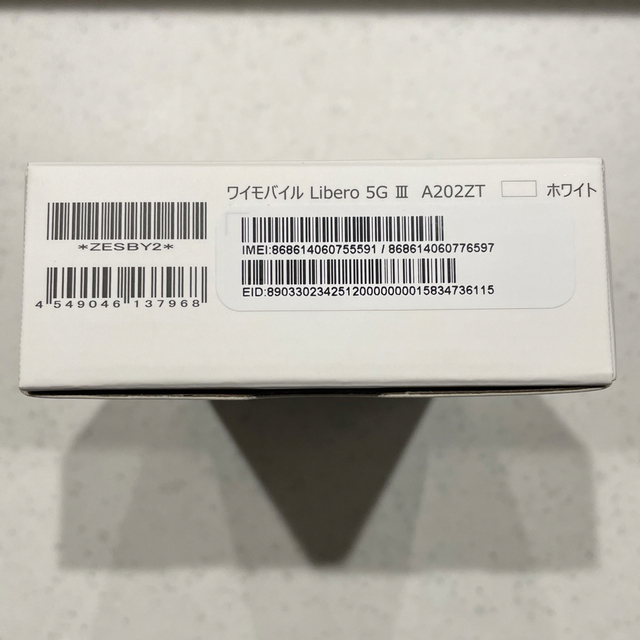 ワイモバイル Libero 5G Ⅲ A202ZT ホワイト
*ZESBY2*
IMEI:868614060755591 / 868614060776597
EID:89033023425120000000015834736115
4 549046 137968